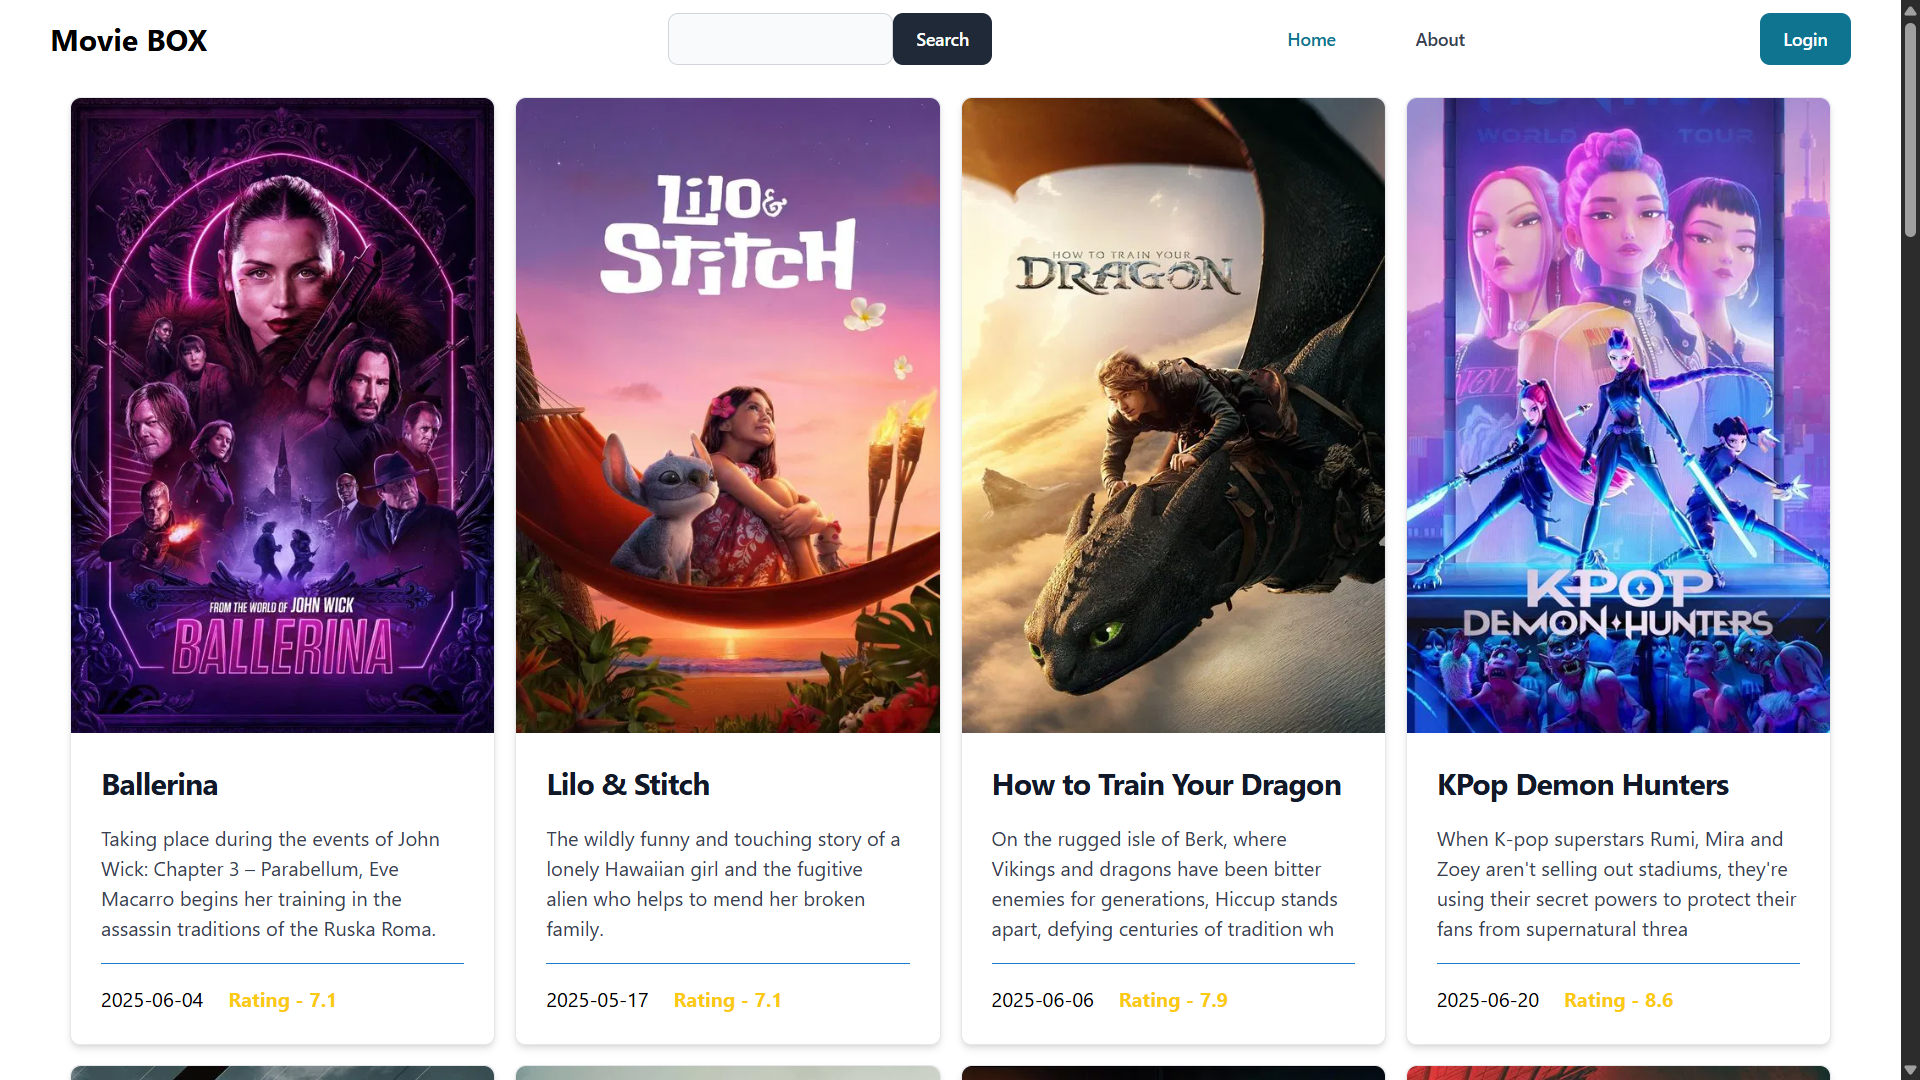 Movie BOX
Search
Home
About
Login
FROM THE WORLD OF JOHN WICK
BALLERINA
Lilo &
Stitch
HOW TO TRAIN YOUR
DRAGON
WORLD TOUR
KPOP
DEMON HUNTERS
Ballerina
Taking place during the events of John
Wick: Chapter 3 – Parabellum, Eve
Macarro begins her training in the
assassin traditions of the Ruska Roma.
2025-06-04 Rating - 7.1
Lilo & Stitch
The wildly funny and touching story of a
lonely Hawaiian girl and the fugitive
alien who helps to mend her broken
family.
2025-05-17 Rating - 7.1
How to Train Your Dragon
On the rugged isle of Berk, where
Vikings and dragons have been bitter
enemies for generations, Hiccup stands
apart, defying centuries of tradition wh
2025-06-06 Rating - 7.9
KPop Demon Hunters
When K-pop superstars Rumi, Mira and
Zoey aren't selling out stadiums, they're
using their secret powers to protect their
fans from supernatural threa
2025-06-20 Rating - 8.6